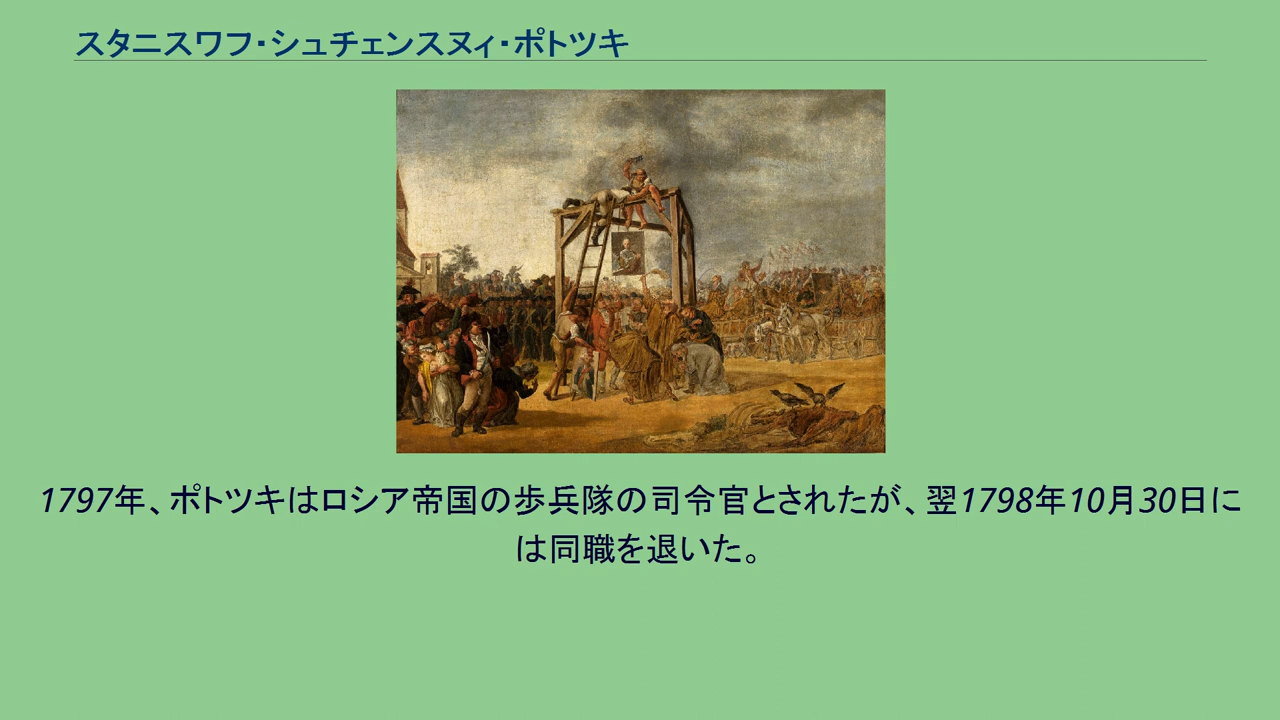 スタニスワフ・シュチェンスヌィ・ポトツキ
1797年、ポトツキはロシア帝国の歩兵隊の司令官とされたが、翌1798年10月30日に
は同職を退いた。